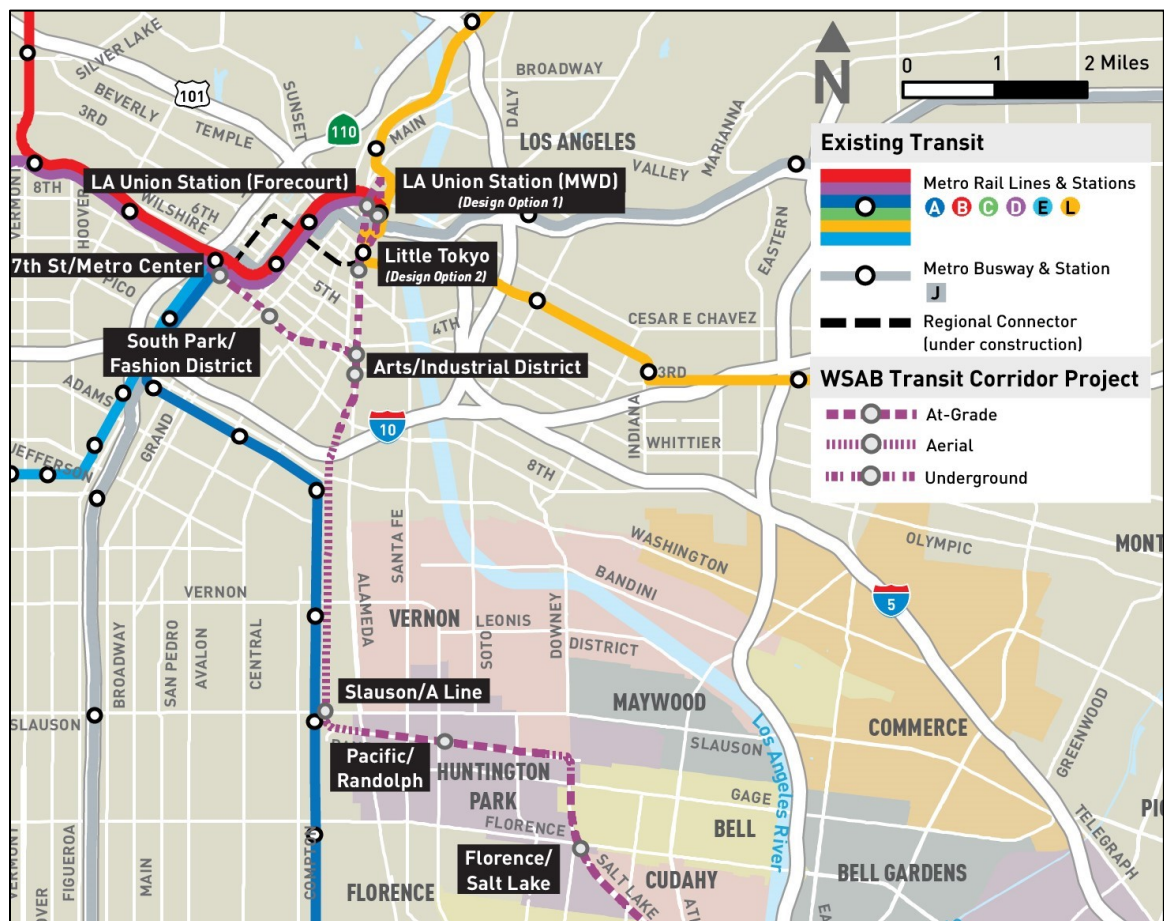 SILVER LAKE
BEVERLY
3RD
TEMPLE
101
SUNSET
110
MAIN
BROADWAY
DALY
LOS ANGELES
VALLEY
MARIANNA
EASTERN
N
0 1 2 Miles
Existing Transit
Metro Rail Lines & Stations
A B C D E L
Metro Busway & Station
J
Regional Connector
(under construction)
WSAB Transit Corridor Project
At-Grade
Aerial
Underground
VERMONT
8TH
HOOVER
WILSHIRE
6TH
LA Union Station (Forecourt)
LA Union Station (MWD)
(Design Option 1)
7th St/Metro Center
Little Tokyo
(Design Option 2)
PICO
5TH
4TH
CESAR E CHAVEZ
South Park/
Fashion District
Arts/Industrial District
3RD
ADAMS
GRAND
JEFFERSON
10
INDIANA
WHITTIER
8TH
OLYMPIC
MONT
WASHINGTON
BANDINI
5
SANTA FE
ALAMEDA
VERNON
VERNON
LEONIS
SOTO
DOWNEY
DISTRICT
BROADWAY
SAN PEDRO
AVALON
CENTRAL
Slauson/A Line
MAYWOOD
COMMERCE
GREENWOOD
SLAUSON
SLAUSON
Los Angeles River
Pacific/
Randolph
HUNTINGTON
PARK
GAGE
BELL
FLORENCE
TELEGRAPH
PIC
Florence/
Salt Lake
SALT LAKE
CUDAHY
BELL GARDENS
VERMONT
OVER
FIGUEROA
MAIN
COMPTON
FLORENCE